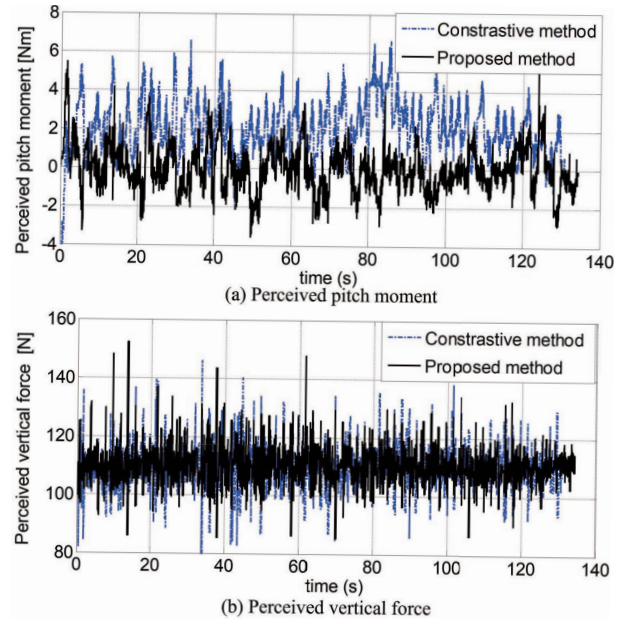 8
6
4
2
0
-2
-4
Perceived pitch moment [Nm]
Constrastive method
Proposed method
0 20 40 60 80 100 120 140
time (s)
(a) Perceived pitch moment
160
140
120
100
80
Perceived vertical force [N]
Constrastive method
Proposed method
0 20 40 60 80 100 120 140
time (s)
(b) Perceived vertical force